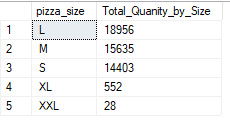 pizza_size Total_Quanity_by_Size
1 L 18956
2 M 15635
3 S 14403
4 XL 552
5 XXL 28